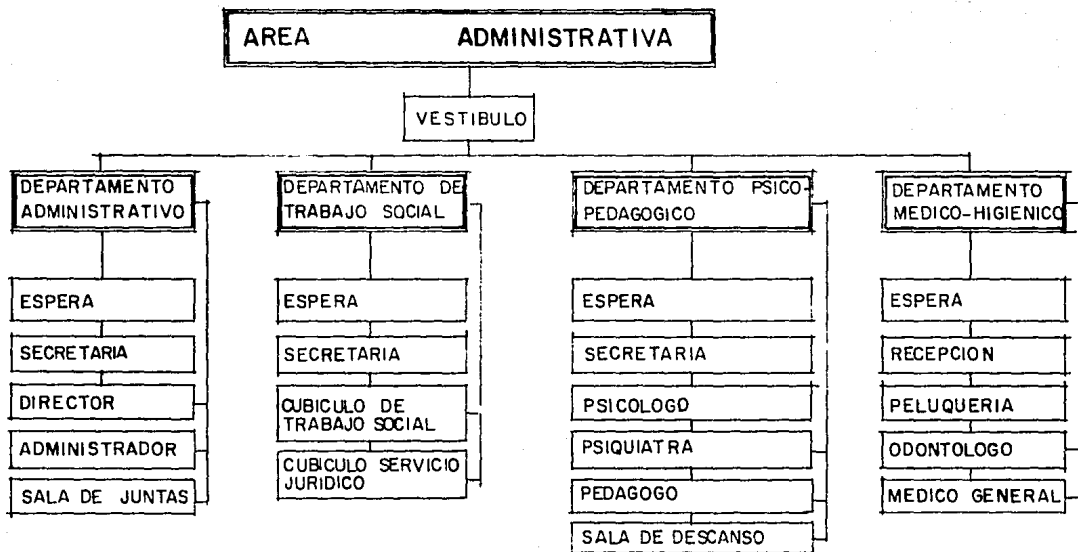 AREA ADMINISTRATIVA
VESTIBULO
DEPARTAMENTO
ADMINISTRATIVO
ESPERA
SECRETARIA
DIRECTOR
ADMINISTRADOR
SALA DE JUNTAS
DEPARTAMENTO DE
TRABAJO SOCIAL
ESPERA
SECRETARIA
CUBICULO DE
TRABAJO SOCIAL
CUBICULO SERVICIO
JURIDICO
DEPARTAMENTO PSICO-
PEDAGOGICO
ESPERA
SECRETARIA
PSICOLOGO
PSIQUIATRA
PEDAGOGO
SALA DE DESCANSO
DEPARTAMENTO
MEDICO-HIGIENICO
ESPERA
RECEPCION
PELUQUERIA
ODONTOLOGO
MEDICO GENERAL